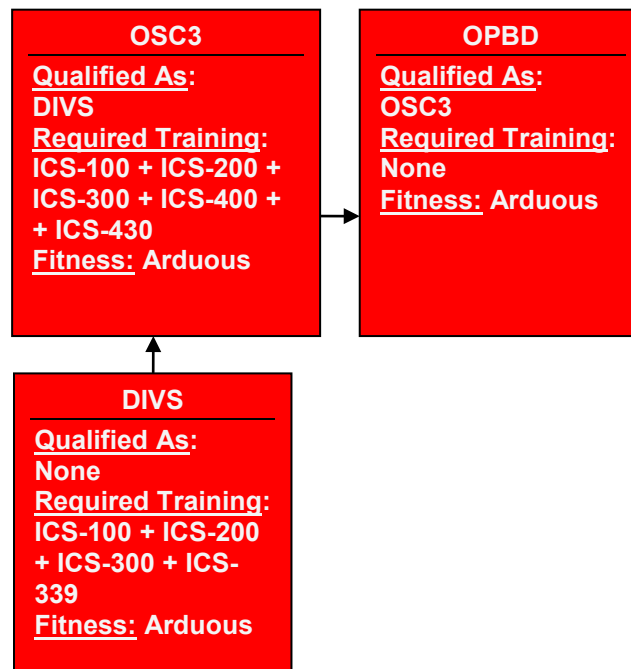 OSC3
Qualified As:
DIVS
Required Training:
ICS-100 + ICS-200 +
ICS-300 + ICS-400 +
+ ICS-430
Fitness: Arduous
OPBD
Qualified As:
OSC3
Required Training:
None
Fitness: Arduous
DIVS
Qualified As:
None
Required Training:
ICS-100 + ICS-200
+ ICS-300 + ICS-
339
Fitness: Arduous